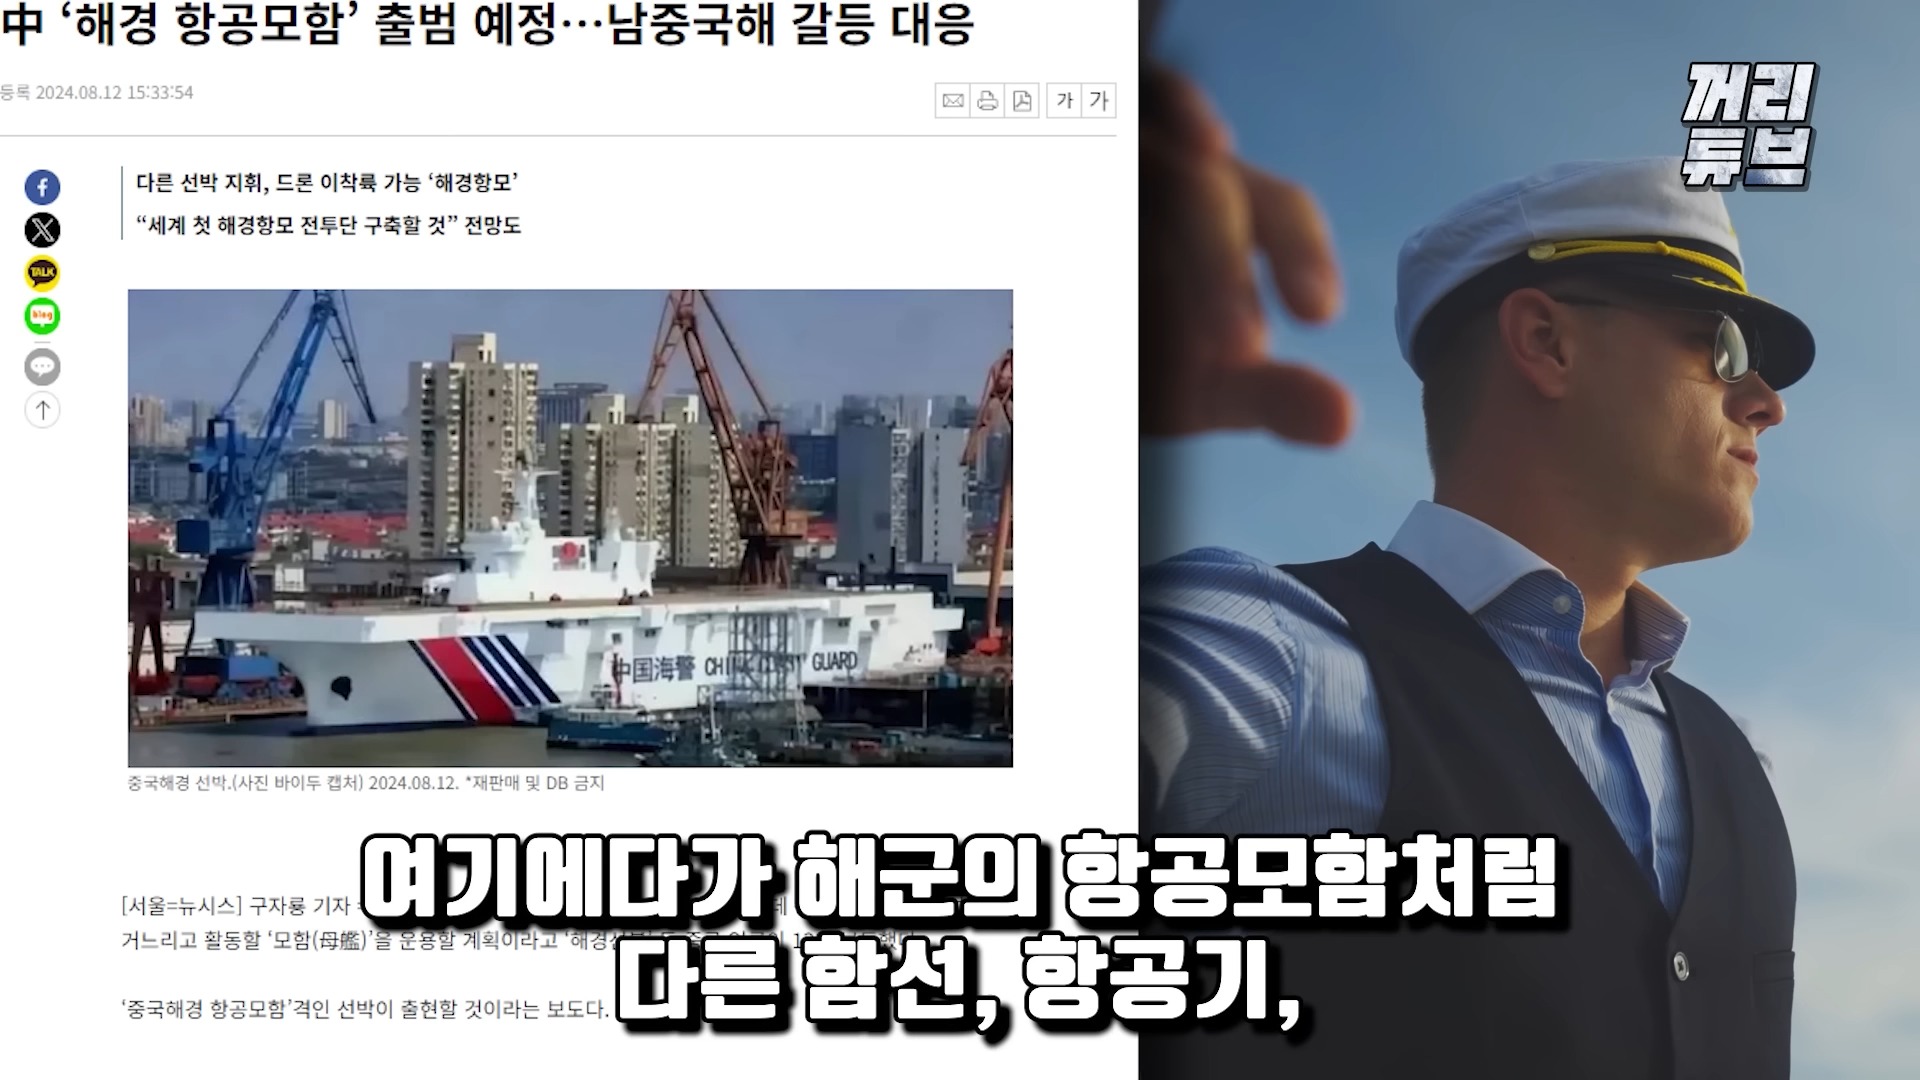 中 ‘해경 항공모함’ 출범 예정…남중국해 갈등 대응
등록 2024.08.12 15:33:54
가 가
꺼리
튜브
다른 선박 지휘, 드론 이착륙 가능 ‘해경항모’
“세계 첫 해경항모 전투단 구축할 것” 전망도
TALK
blog
中国海警 CHINA COAST GUARD
중국해경 선박.(사진 바이두 캡처) 2024.08.12. *재판매 및 DB 금지
여기에다가 해군의 항공모함처럼
다른 함선, 항공기,
[서울=뉴시스] 구자룡 기자
거느리고 활동할 ‘모함(母艦)’을 운용할 계획이라고
‘중국해경 항공모함’격인 선박이 출현할 것이라는 보도다.